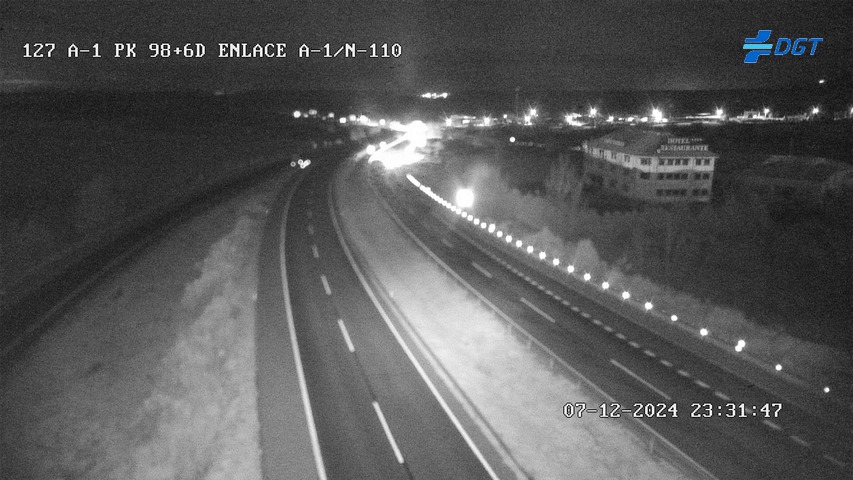 127 A-1 PK 98+6D ENLACE A-1/N-110
DGT
HOTEL
RESTAURANTE
07-12-2024 23:31:47